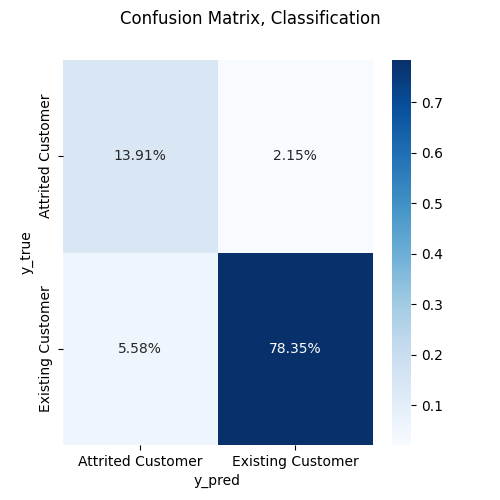 Confusion Matrix, Classification
Attrited Customer
Existing Customer
y_true
13.91%
2.15%
5.58%
78.35%
Attrited Customer
Existing Customer
y_pred
0.7
0.6
0.5
0.4
0.3
0.2
0.1